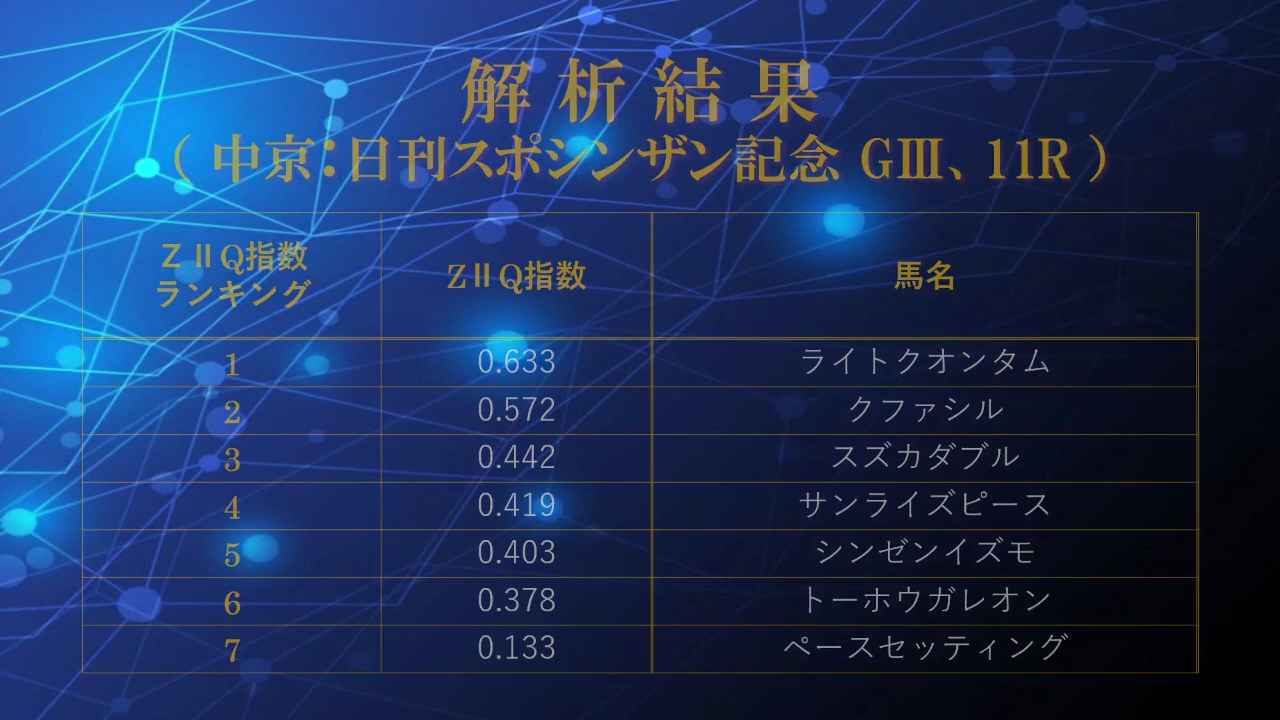 解析結果
（中京：日刊スポシンザン記念 GⅢ、11R）
ＺⅡQ指数
ランキング
ZⅡQ指数
馬名
1 0.633 ライトクオンタム
2 0.572 クファシル
3 0.442 スズカダブル
4 0.419 サンライズピース
5 0.403 シンゼンイズモ
6 0.378 トーホウガレオン
7 0.133 ペースセッティング